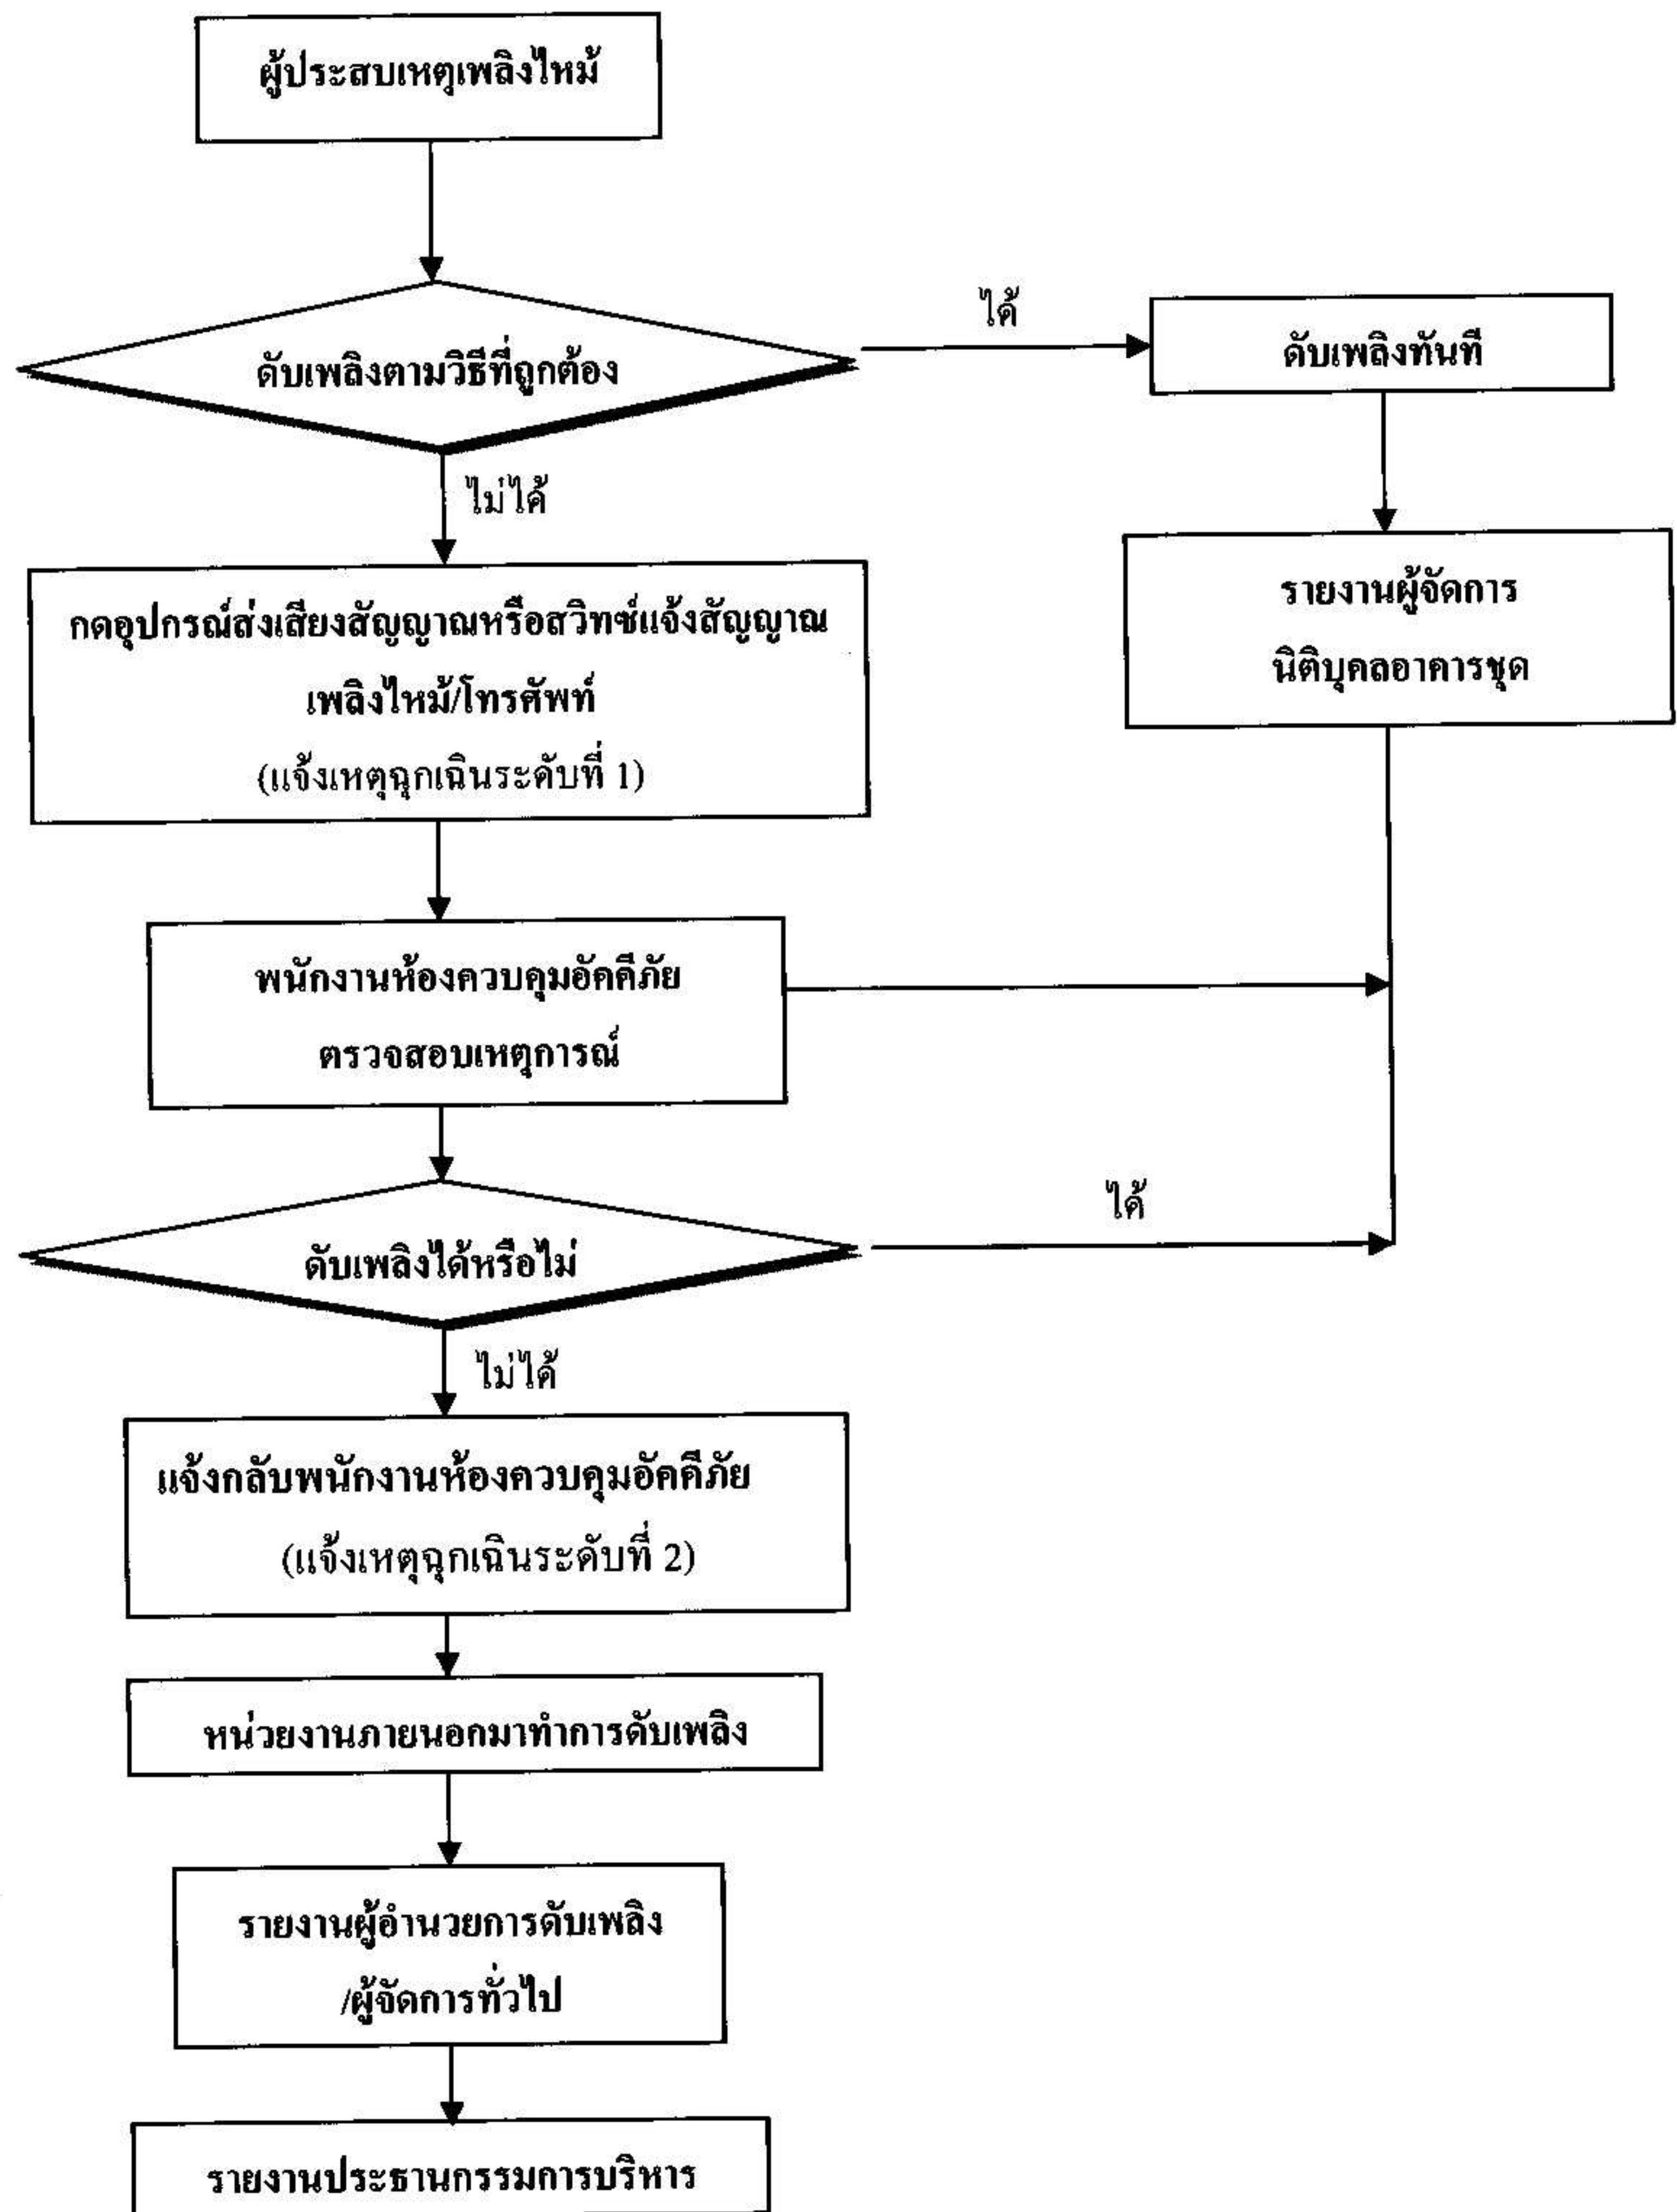 ผู้ประสบเหตุเพลิงไหม้
ได้
ดับเพลิงตามวิธีที่ถูกต้อง
ดับเพลิงทันที
ไม่ได้
กดอุปกรณ์ส่งเสียงสัญญาณหรือสวิทซ์แจ้งสัญญาณ
เพลิงไหม้/โทรศัพท์
(แจ้งเหตุฉุกเฉินระดับที่ 1)
รายงานผู้จัดการ
นิติบุคลอาคารชุด
พนักงานห้องควบคุมอัคคีภัย
ตรวจสอบเหตุการณ์
ได้
ดับเพลิงได้หรือไม่
ไม่ได้
แจ้งกลับพนักงานห้องควบคุมอัคคีภัย
(แจ้งเหตุฉุกเฉินระดับที่ 2)
หน่วยงานภายนอกมาทำการดับเพลิง
รายงานผู้อำนวยการดับเพลิง
/ผู้จัดการทั่วไป
รายงานประธานกรรมการบริหาร